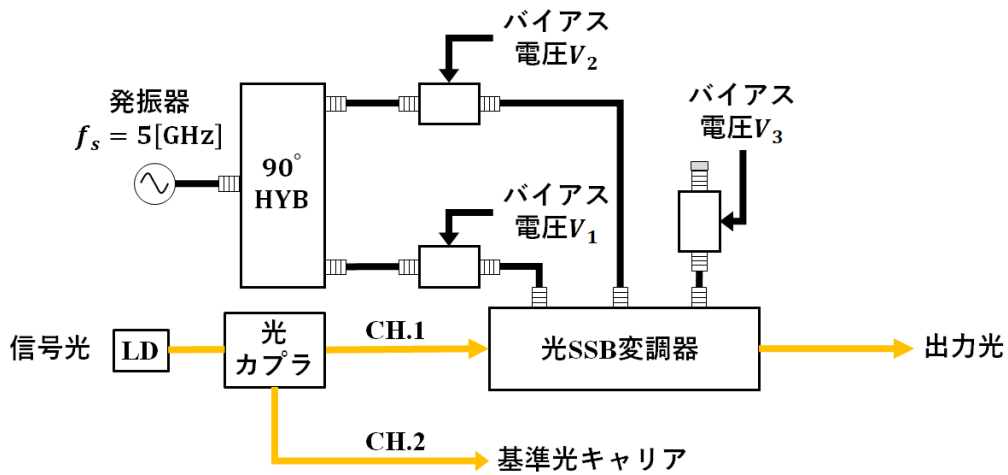 バイアス
電圧V₂
バイアス
電圧V₃
発振器
fₛ = 5[GHz]
90°
HYB
バイアス
電圧V₁
信号光
LD
光
カプラ
CH.1
光SSB変調器
出力光
CH.2
基準光キャリア